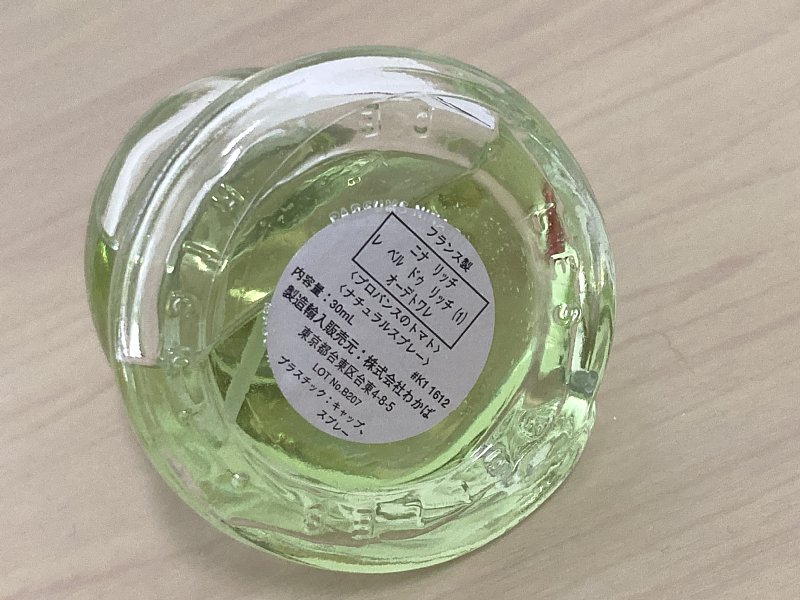 フランス製
ニナ リッチ
レ ベル ドゥ リッチ (1)
オーデトワレ
〈プロバンスのトマト〉
〈ナチュラルスプレー〉
内容量：30mL #K1 1612
製造輸入販売元：株式会社わかば
東京都台東区台東4-8-5
LOT No.B207
プラスチック：キャップ、
スプレー